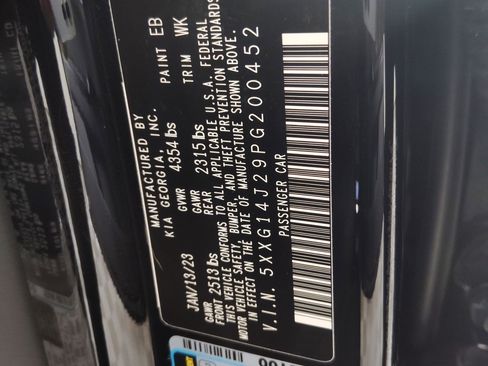 MANUFACTURED BY
KIA GEORGIA, INC.
JAN/13/23 GVWR 4354 lbs PAINT EB
GAWR FRONT 2513 lbs GAWR REAR 2315 lbs TRIM WK
THIS VEHICLE CONFORMS TO ALL APPLICABLE U.S.A. FEDERAL
MOTOR VEHICLE SAFETY, BUMPER, AND THEFT PREVENTION STANDARDS
IN EFFECT ON THE DATE OF MANUFACTURE SHOWN ABOVE.
V.I.N. 5XXG14J29PG200452
PASSENGER CAR